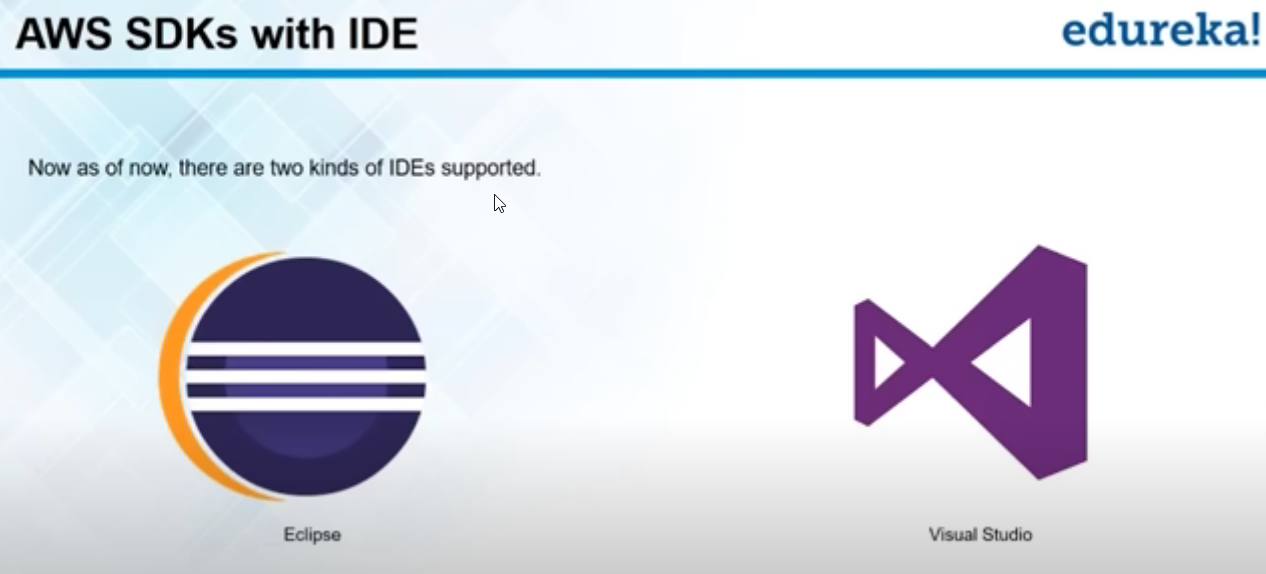 AWS SDKs with IDE
edureka!
Now as of now, there are two kinds of IDEs supported.
Eclipse
Visual Studio